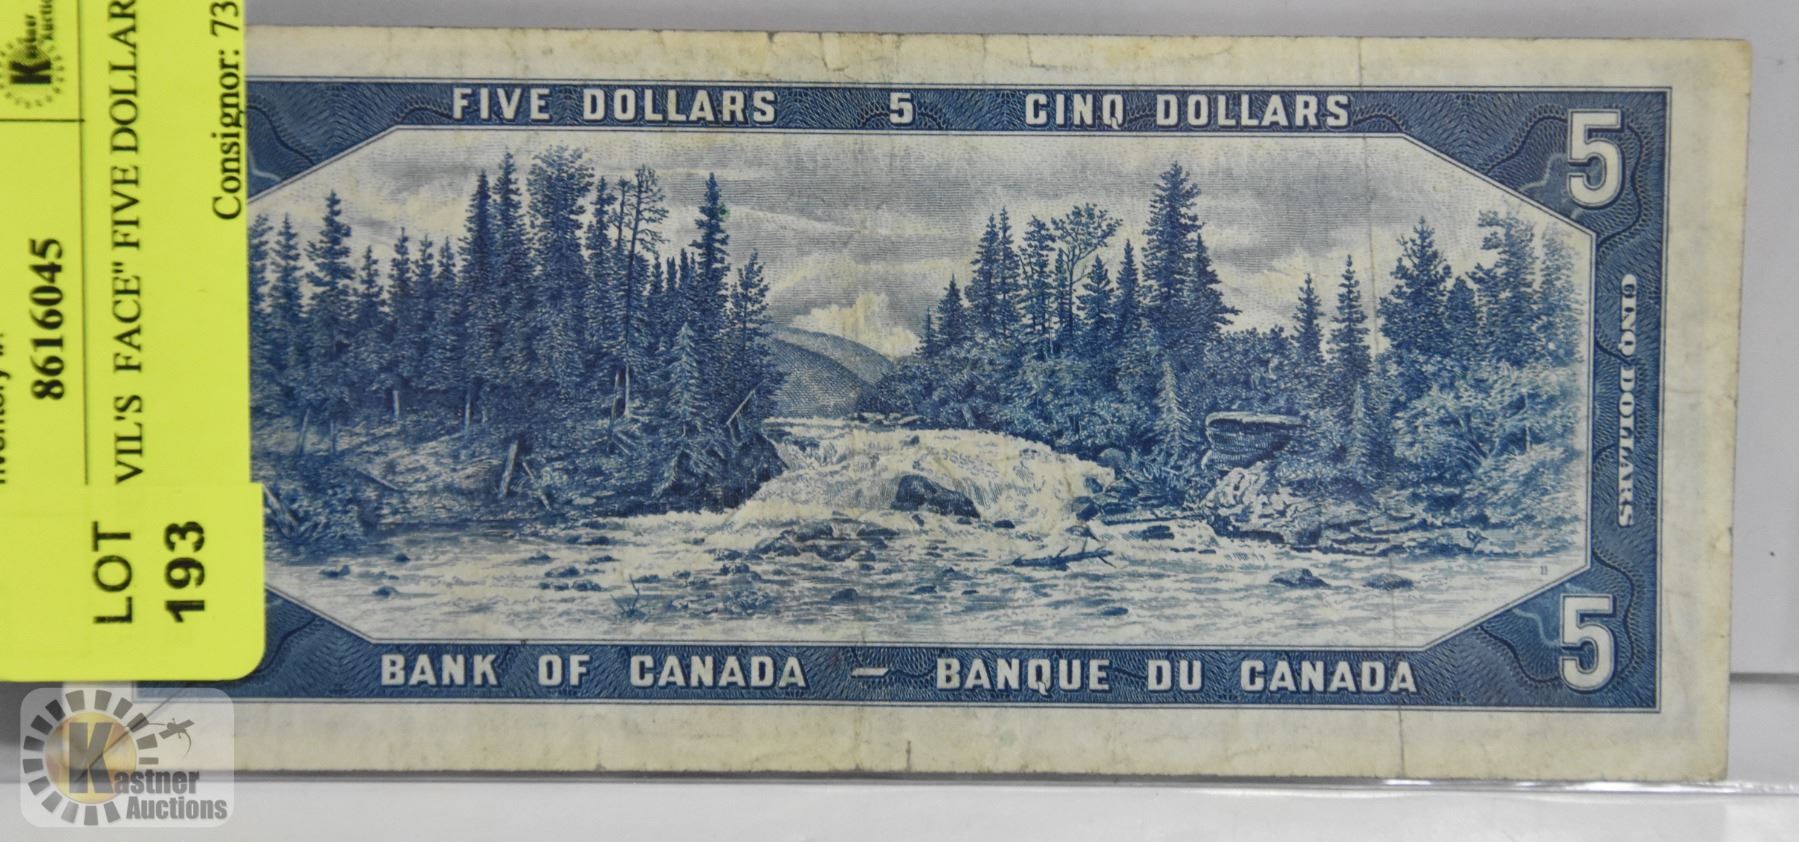 FIVE DOLLARS 5 CINQ DOLLARS
5
CINQ DOLLARS
5
BANK OF CANADA – BANQUE DU CANADA
11
LOT
193
VIL'S FACE" FIVE DOLLAR
Consignor: 73
8616045
Kastner
Auctions